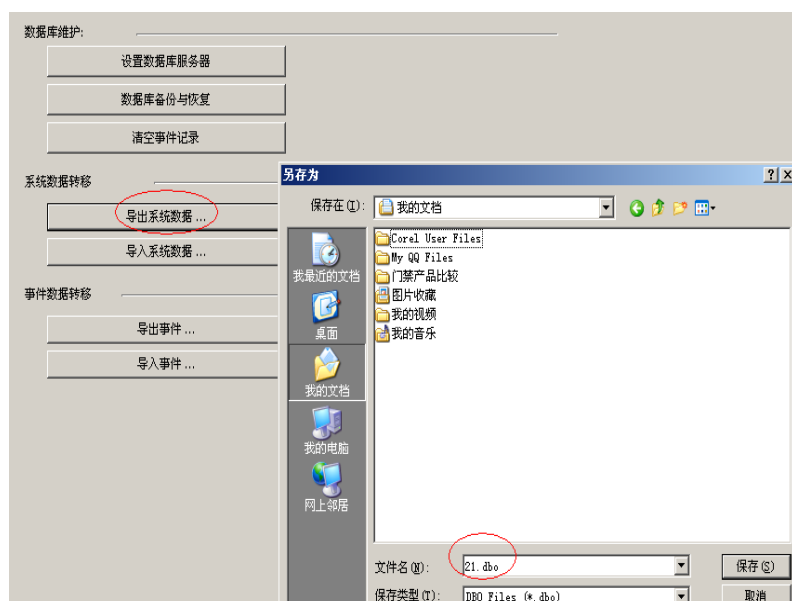 数据库维护:
设置数据库服务器
数据库备份与恢复
清空事件记录
系统数据转移
导出系统数据 ...
导入系统数据 ...
事件数据转移
导出事件 ...
导入事件 ...
另存为
保存在(I):
我的文档
我最近的文档
桌面
我的文档
我的电脑
网上邻居
Corel User Files
My QQ Files
门禁产品比较
图片收藏
我的视频
我的音乐
文件名(N):
21.dbo
保存(S)
保存类型(T):
DBO Files (*.dbo)
取消